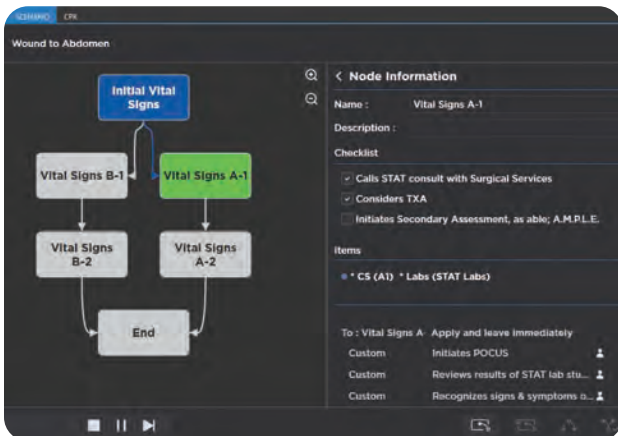 SCENARIO CPR
Wound to Abdomen
Initial Vital
Signs
Vital Signs B-1
Vital Signs A-1
Vital Signs
B-2
Vital Signs
A-2
End
< Node Information
Name : Vital Signs A-1
Description :
Checklist
Calls STAT consult with Surgical Services
Considers TXA
Initiates Secondary Assessment, as able; A.M.P.L.E.
Items
* CS (A1) * Labs (STAT Labs)
To : Vital Signs A- Apply and leave immediately
Custom Initiates POCUS
Custom Reviews results of STAT lab stu...
Custom Recognizes signs & symptoms o...